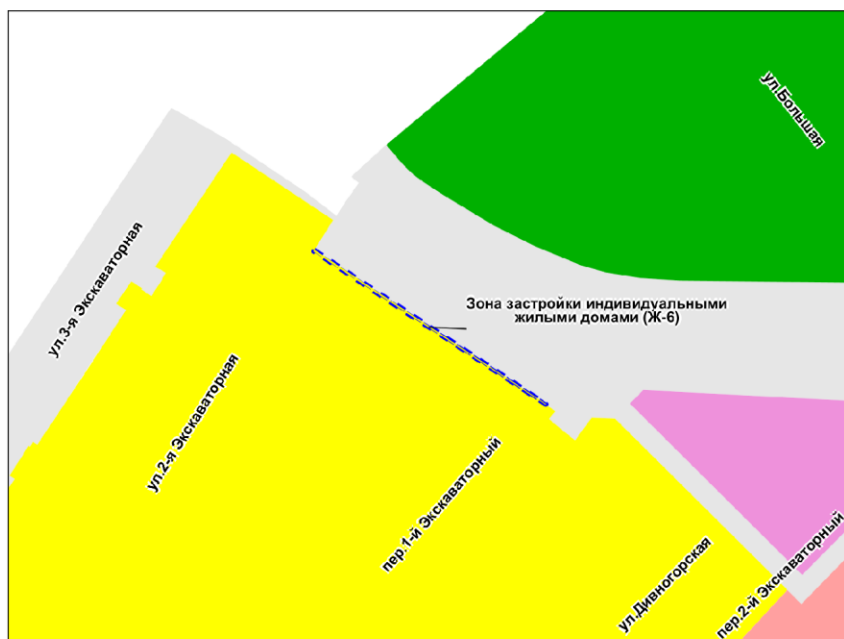 ул.Большая
ул.3-я Экскаваторная
Зона застройки индивидуальными
жилыми домами (Ж-6)
ул.2-я Экскаваторная
пер.1-й Экскаваторный
ул.Дивногорская
пер.2-й Экскаваторный